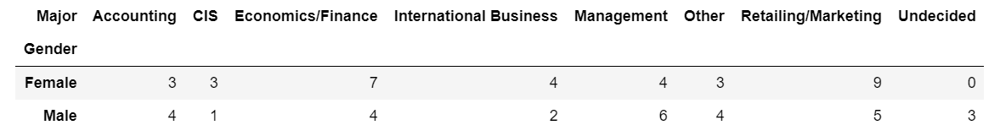 Major Accounting CIS Economics/Finance International Business Management Other Retailing/Marketing Undecided
Gender
Female 3 3 7 4 4 3 9 0
Male 4 1 4 2 6 4 5 3